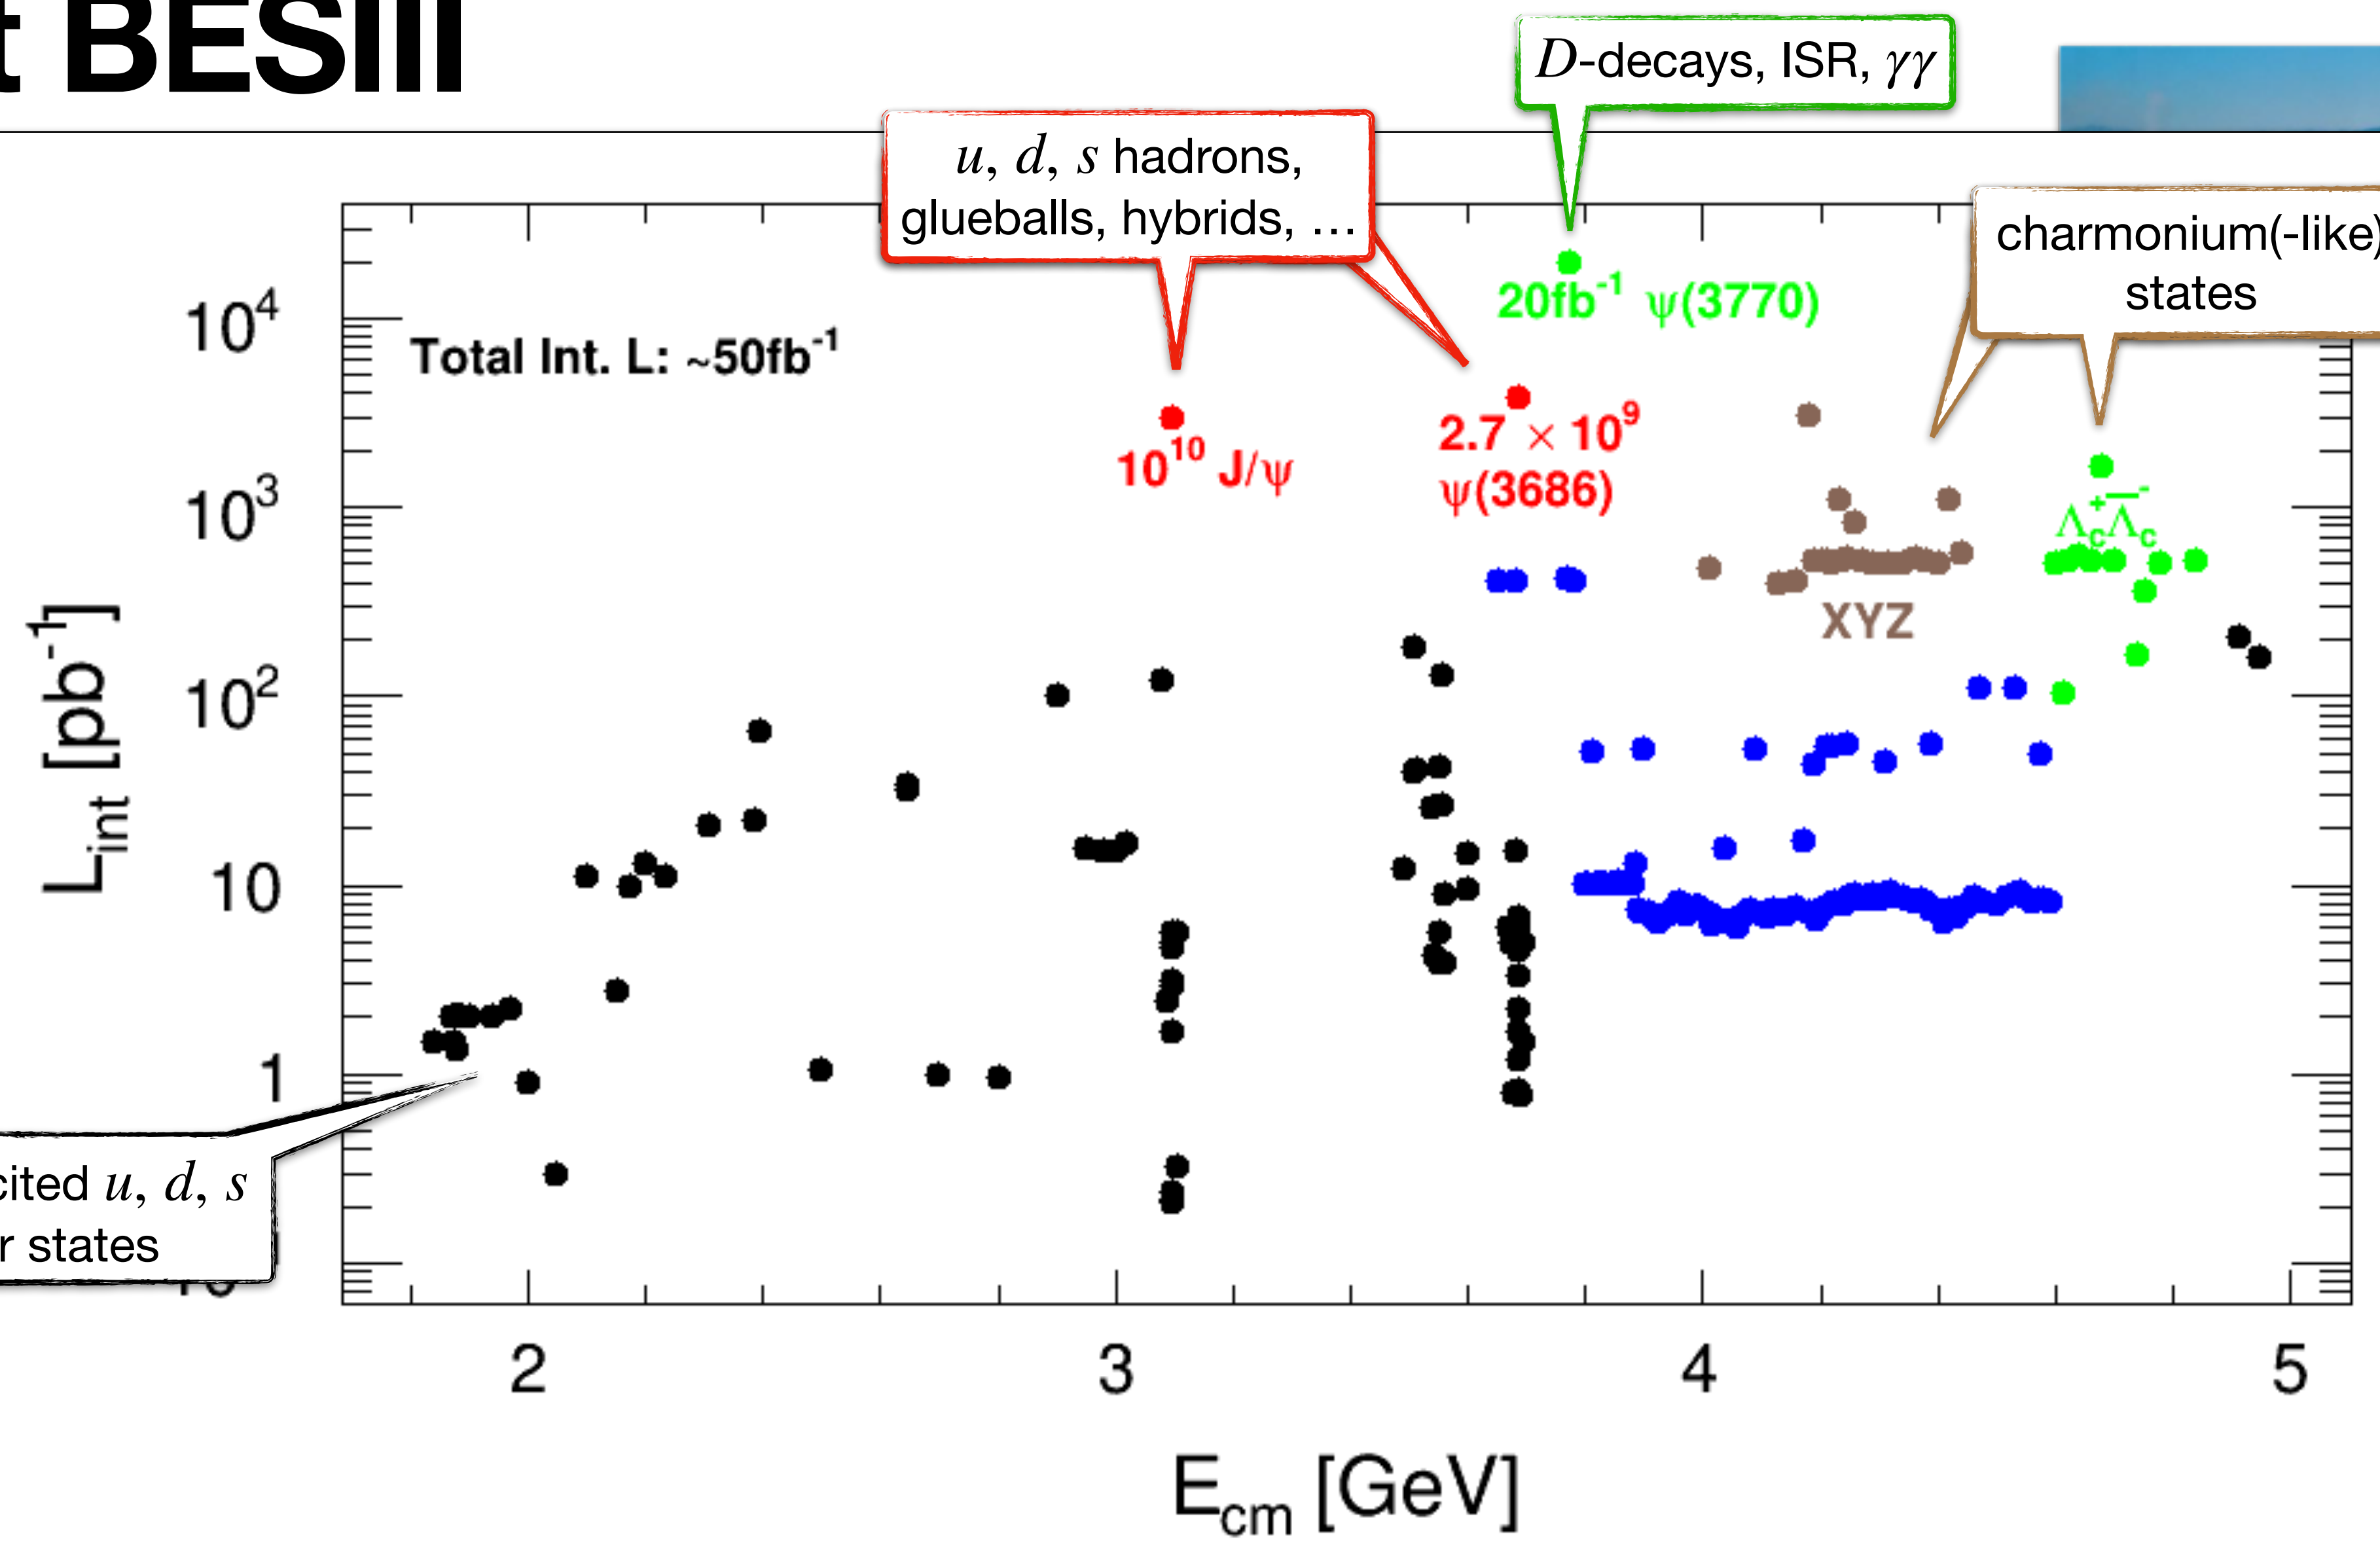 t BESIII
D-decays, ISR, γγ
u, d, s hadrons,
glueballs, hybrids, …
charmonium(-like)
states
20fb⁻¹ ψ(3770)
Total Int. L: ~50fb⁻¹
10¹⁰ J/ψ
2.7 × 10⁹
ψ(3686)
Λc⁺Λ̄c⁻
XYZ
10⁴
10³
10²
10
1
L_int [pb⁻¹]
cited u, d, s
r states
2 3 4 5
E_cm [GeV]